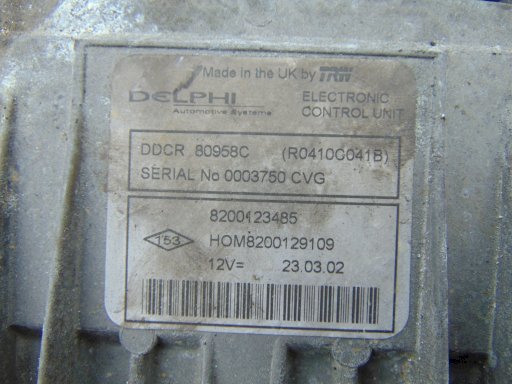 Made in the UK by TRW
DELPHI
Automotive Systems
ELECTRONIC
CONTROL UNIT
DDCR 80958C (R0410C041B)
SERIAL No 0003750 CVG
8200123485
153 HOM8200129109
12V= 23.03.02